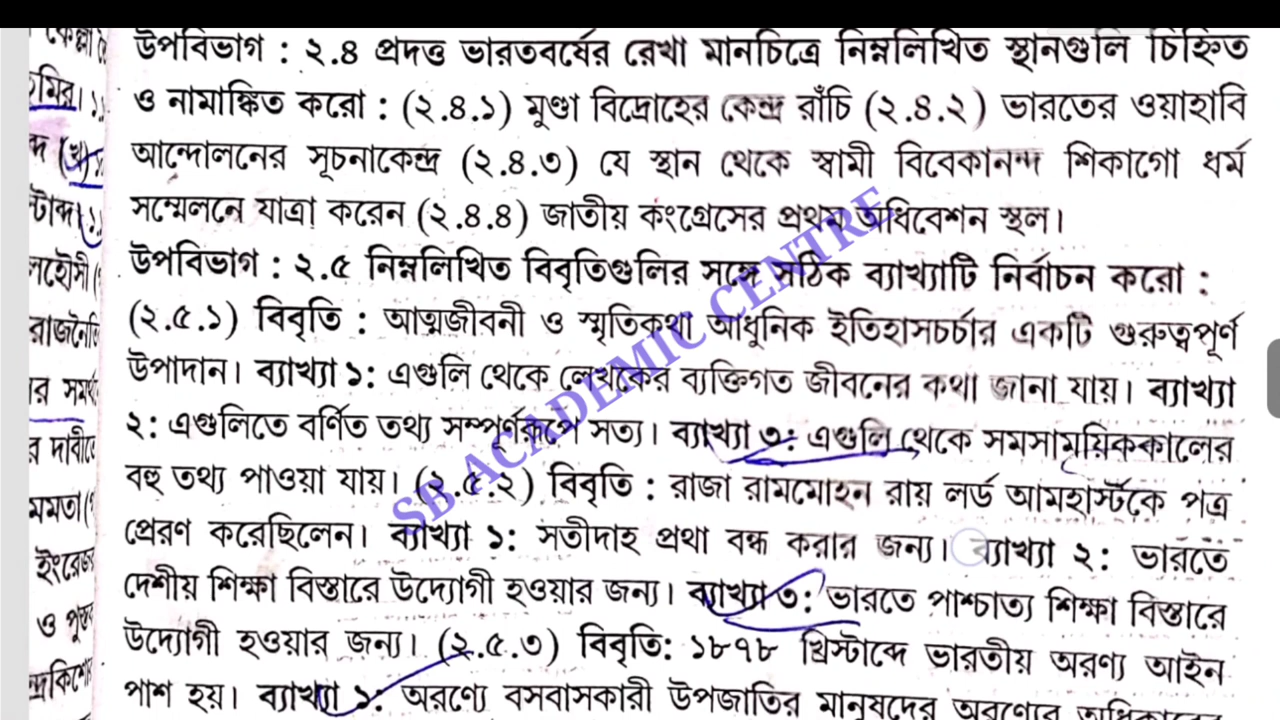 উপবিভাগ : ২.৪ প্রদত্ত ভারতবর্ষের রেখা মানচিত্রে নিম্নলিখিত স্থানগুলি চিহ্নিত
ও নামাঙ্কিত করো : (২.৪.১) মুণ্ডা বিদ্রোহের কেন্দ্র রাঁচি (২.৪.২) ভারতের ওয়াহাবি
আন্দোলনের সূচনাকেন্দ্র (২.৪.৩) যে স্থান থেকে স্বামী বিবেকানন্দ শিকাগো ধর্ম
সম্মেলনে যাত্রা করেন (২.৪.৪) জাতীয় কংগ্রেসের প্রথম অধিবেশন স্থল।
উপবিভাগ : ২.৫ নিম্নলিখিত বিবৃতিগুলির সঙ্গে সঠিক ব্যাখ্যাটি নির্বাচন করো :
(২.৫.১) বিবৃতি : আত্মজীবনী ও স্মৃতিকথা আধুনিক ইতিহাসচর্চার একটি গুরুত্বপূর্ণ
উপাদান। ব্যাখ্যা ১: এগুলি থেকে লেখকের ব্যক্তিগত জীবনের কথা জানা যায়। ব্যাখ্যা
২: এগুলিতে বর্ণিত তথ্য সম্পূর্ণরূপে সত্য। ব্যাখ্যা ৩: এগুলি থেকে সমসাময়িককালের
বহু তথ্য পাওয়া যায়। (২.৫.২) বিবৃতি : রাজা রামমোহন রায় লর্ড আমহার্স্টকে পত্র
প্রেরণ করেছিলেন। ব্যাখ্যা ১: সতীদাহ প্রথা বন্ধ করার জন্য। ব্যাখ্যা ২: ভারতে
দেশীয় শিক্ষা বিস্তারে উদ্যোগী হওয়ার জন্য। ব্যাখ্যা ৩: ভারতে পাশ্চাত্য শিক্ষা বিস্তারে
উদ্যোগী হওয়ার জন্য। (২.৫.৩) বিবৃতি: ১৮৭৮ খ্রিস্টাব্দে ভারতীয় অরণ্য আইন
পাশ হয়। ব্যাখ্যা ১: অরণ্যে বসবাসকারী উপজাতির মানুষদের অরণ্যের অধিকারের
SB ACADEMIC CENTRE